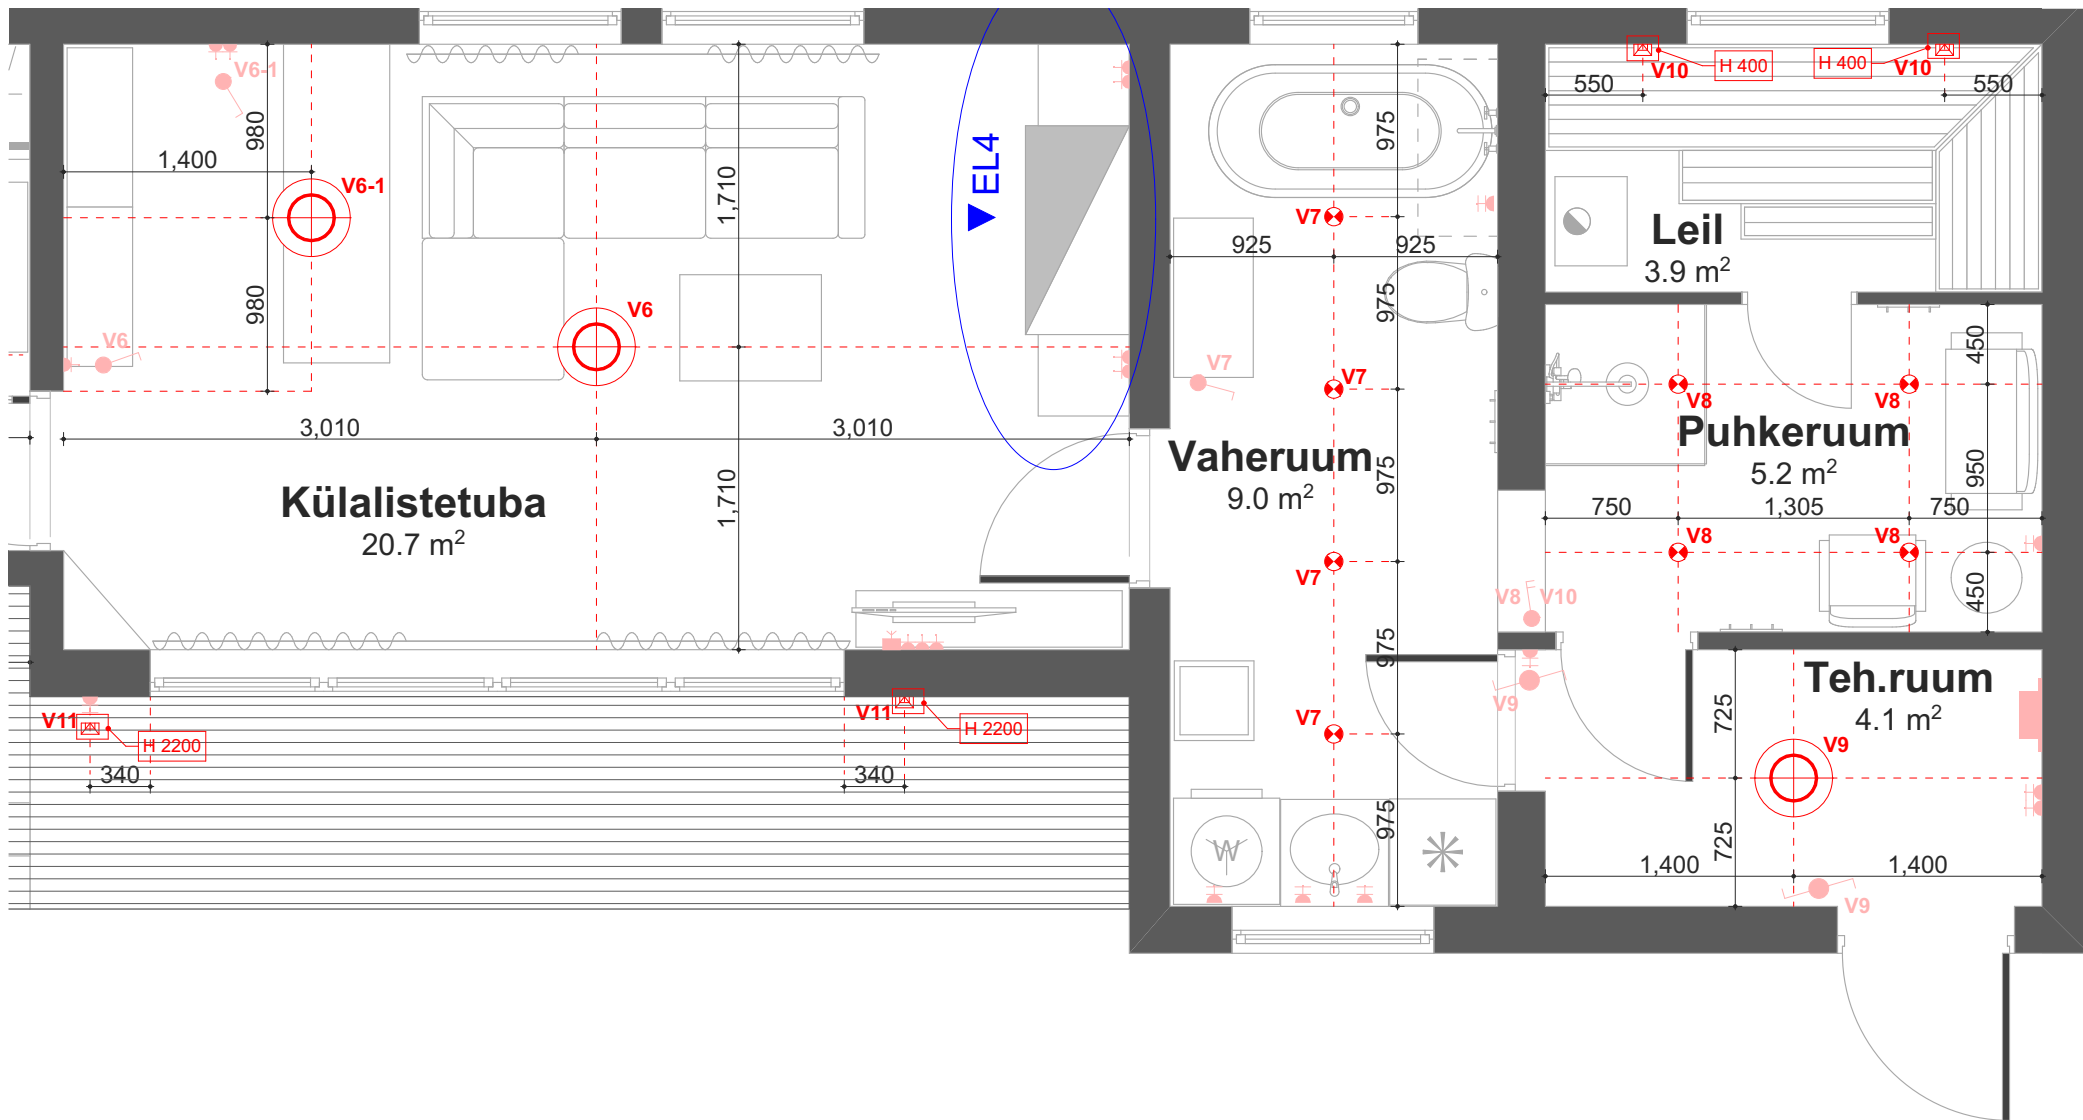 V6-1
980
1,400
V6-1
980
V6
V6
1,710
EL4
3,010
3,010
1,710
Külalistetuba
20.7 m²
V11
H 2200
340
V11
H 2200
340
975
V7
925
925
975
V7
V7
Vaheruum
9.0 m²
975
V7
975
V7
975
W
V10
H 400
H 400
V10
550
550
Leil
3.9 m²
450
V8
V8
Puhkeruum
5.2 m²
950
750
1,305
750
V8
V8
450
V8
V10
V9
Teh.ruum
4.1 m²
725
V9
725
1,400
1,400
V9